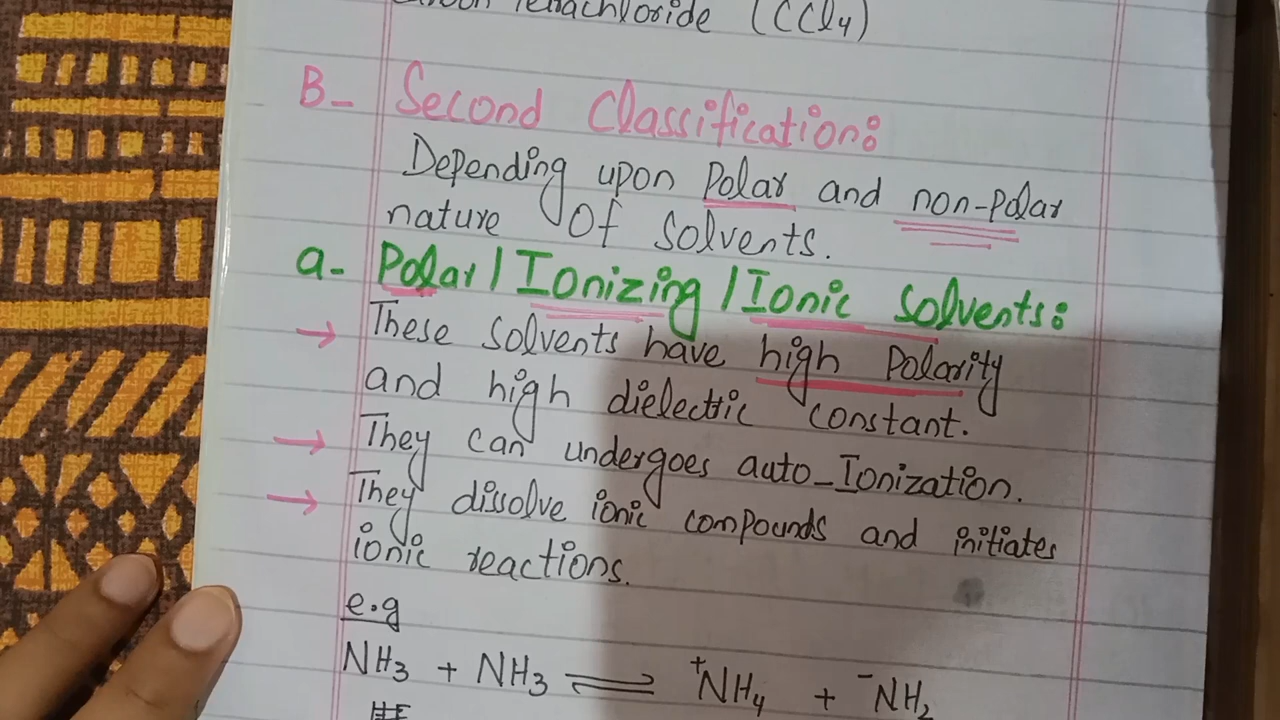 tetrachloride (CCl4)
B- Second Classification:
Depending upon Polar and non-polar
nature of solvents.
a- Polar/Ionizing/Ionic solvents:
→ These solvents have high Polarity
and high dielectric constant.
→ They can undergoes auto-Ionization.
→ They dissolve ionic compounds and initiates
ionic reactions.
e.g
NH3 + NH3 ⇌ +NH4 + -NH2